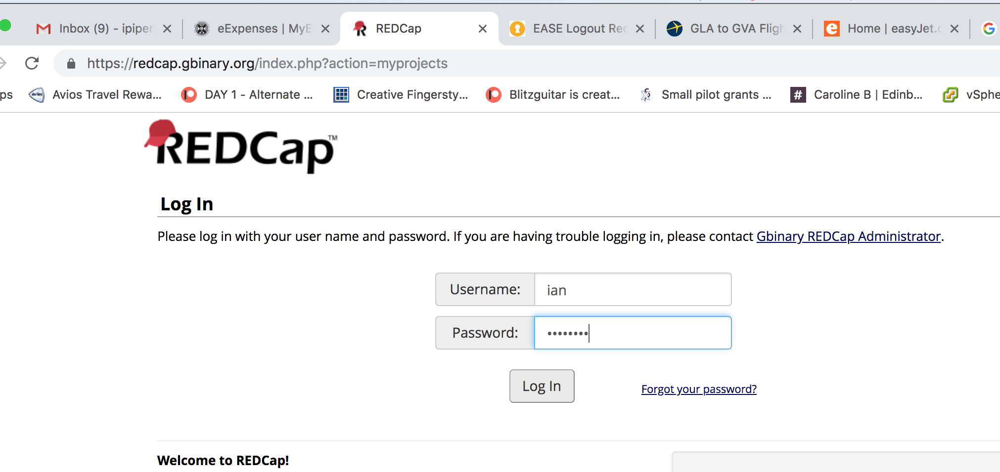 Inbox (9) - ipiper
eExpenses | MyE
REDCap
EASE Logout Red
GLA to GVA Fligh
Home | easyJet.c
https://redcap.gbinary.org/index.php?action=myprojects
ps
Avios Travel Rewa...
DAY 1 - Alternate ...
Creative Fingersty...
Blitzguitar is creat...
Small pilot grants ...
Caroline B | Edinb...
vSphe
REDCap™
Log In
Please log in with your user name and password. If you are having trouble logging in, please contact Gbinary REDCap Administrator.
Username: ian
Password: ••••••••
Log In
Forgot your password?
Welcome to REDCap!